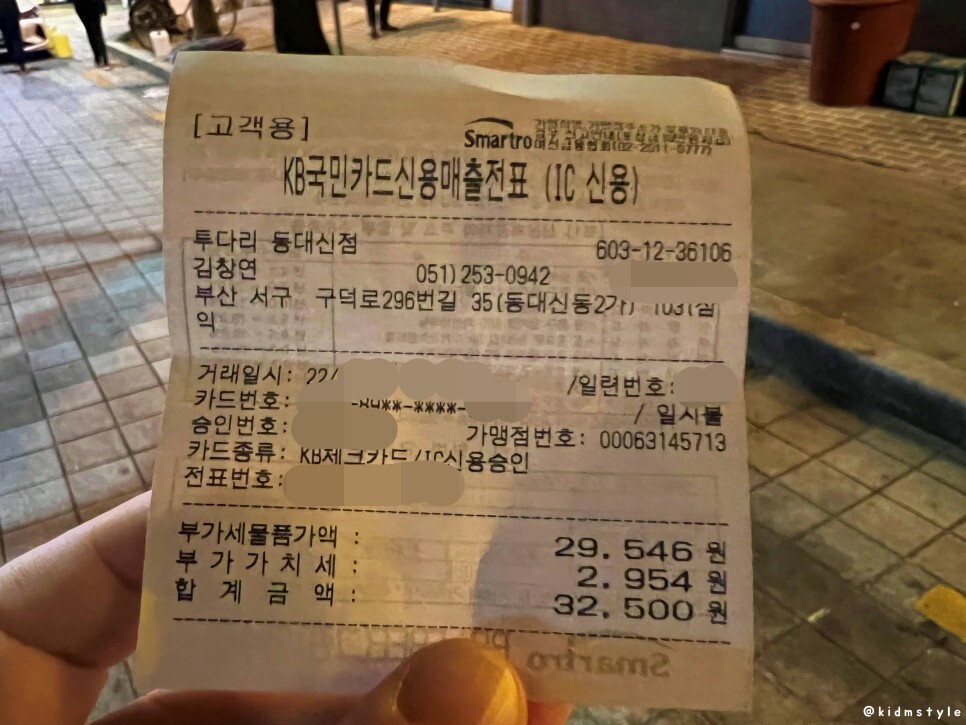 [고객용]
Smartro
KB국민카드신용매출전표 (IC 신용)
투다리 동대신점 603-12-36106
김창연 051)253-0942
부산 서구 구덕로296번길 35(동대신동2가) 103(점
익
거래일시: 22/ /일련번호:
카드번호: **-****- / 일시불
승인번호: 가맹점번호: 00063145713
카드종류: KB체크카드/IC신용승인
전표번호:
부가세물품가액 : 29.546 원
부 가 가 치 세 : 2.954 원
합 계 금 액 : 32.500 원
Smartro
@kidmstyle